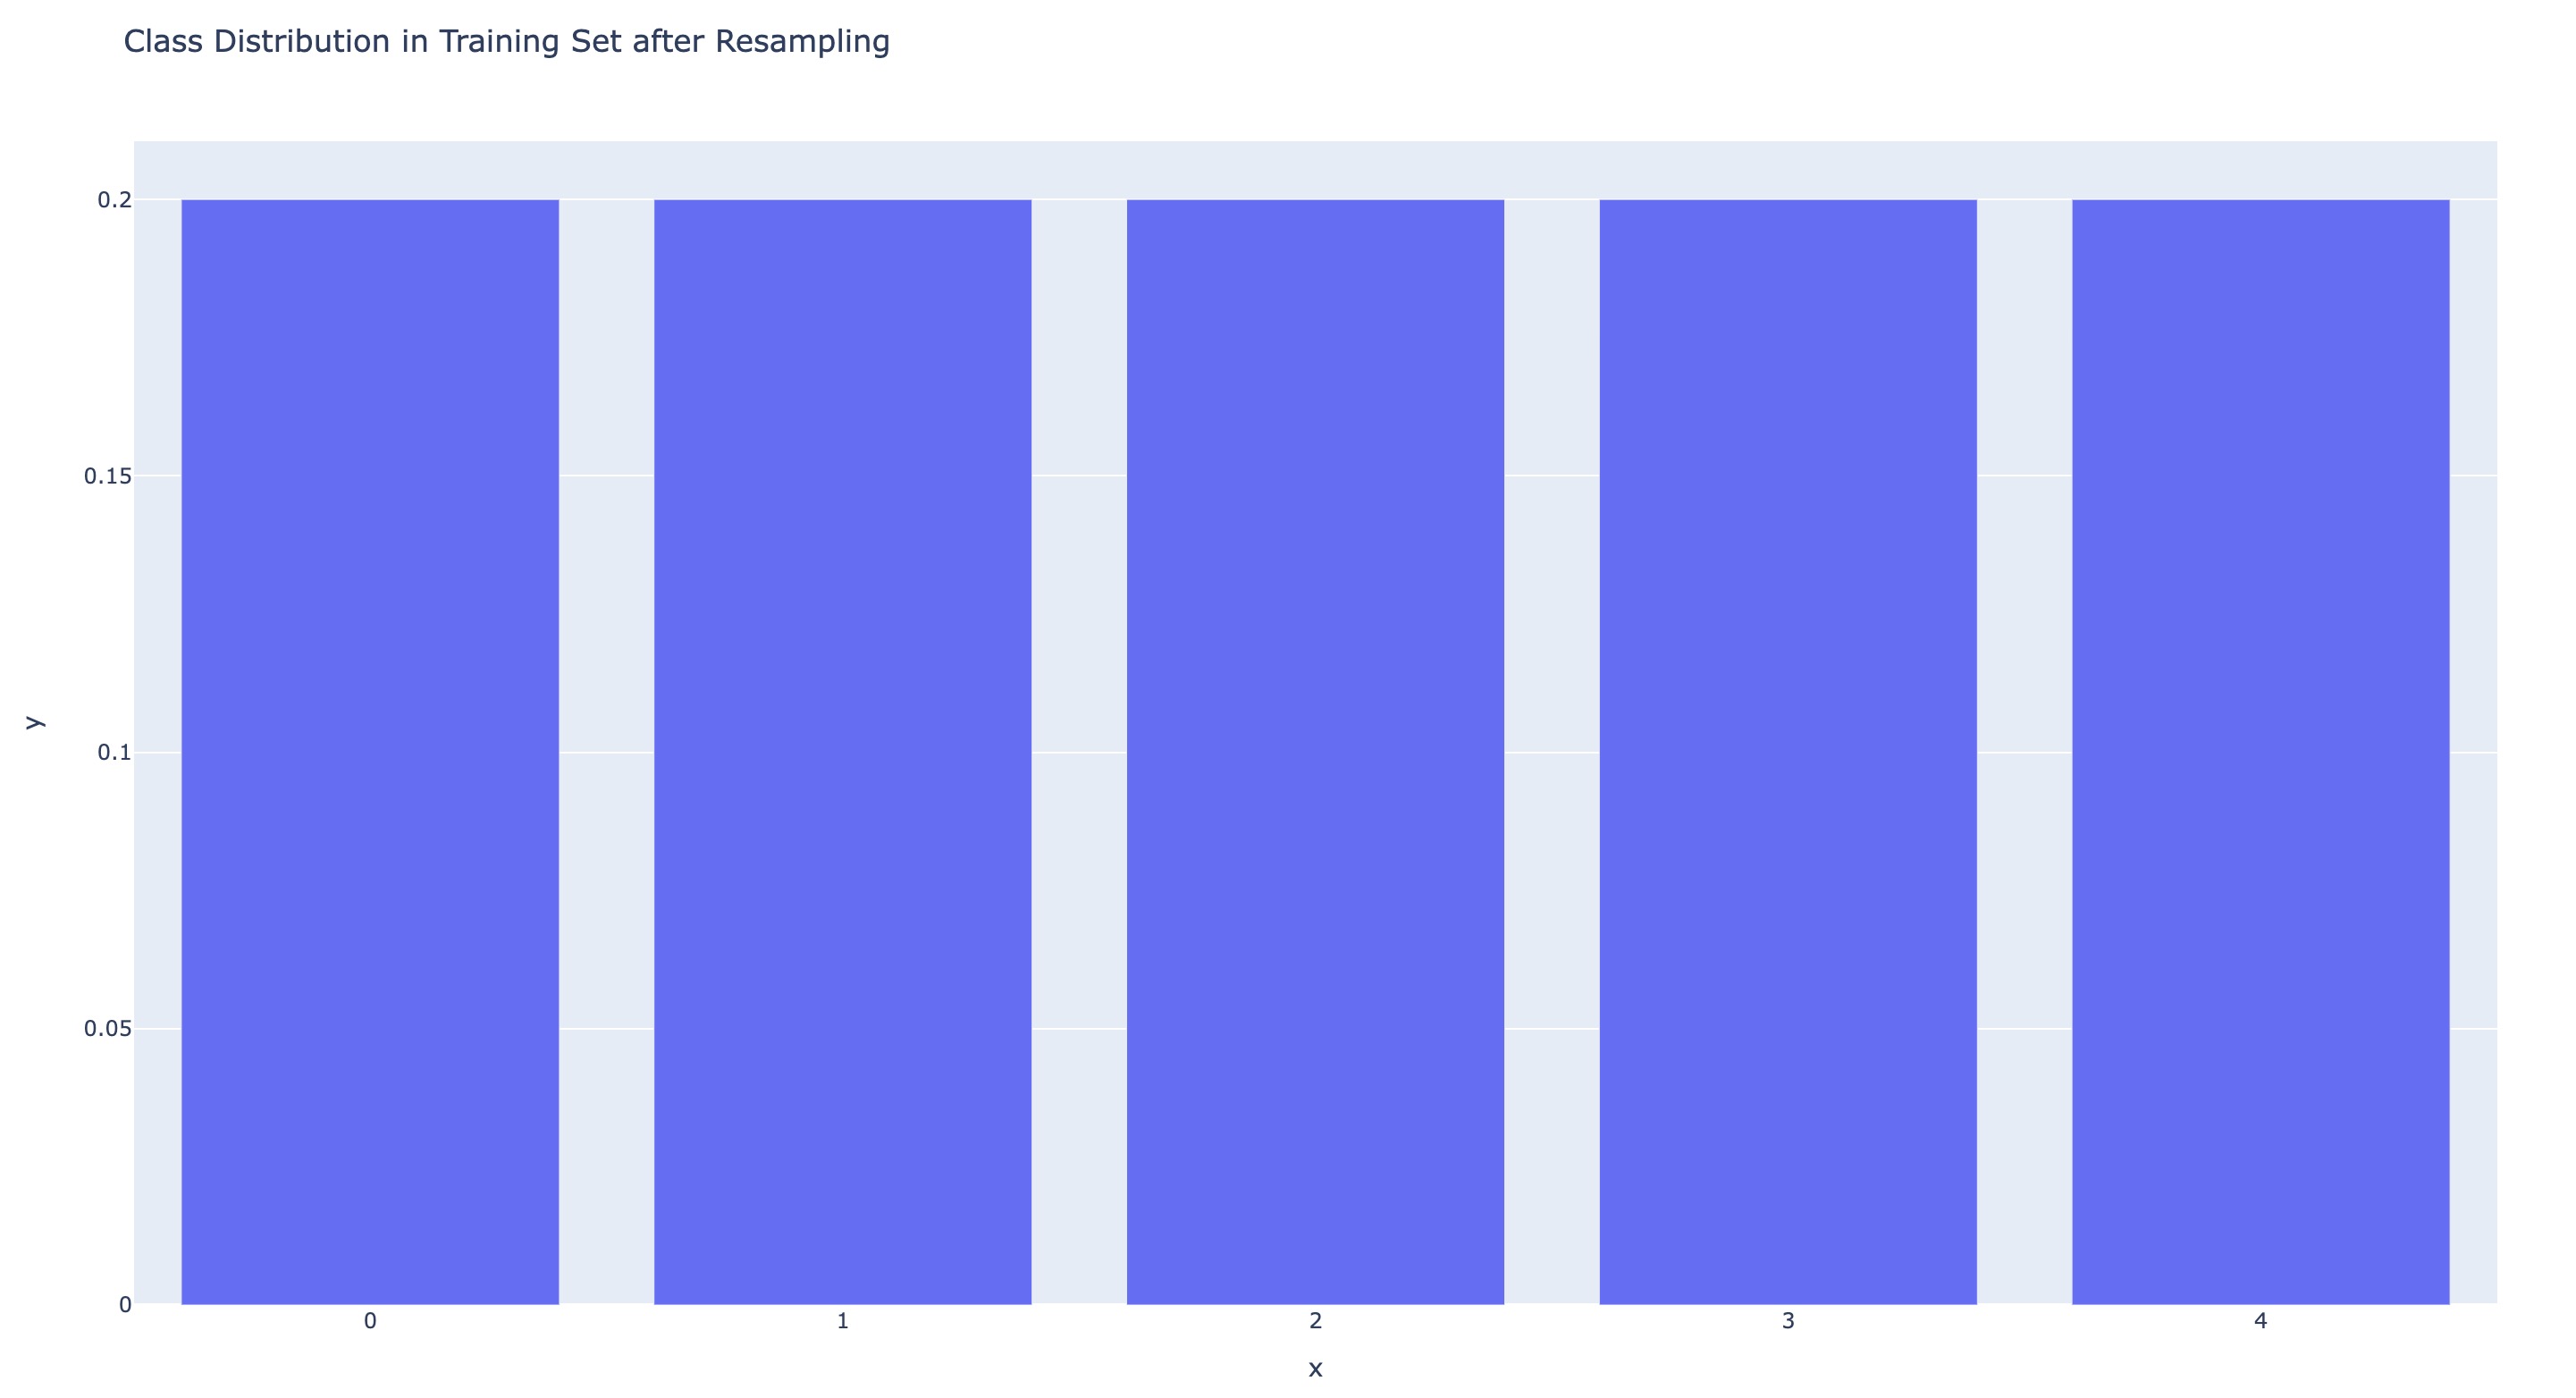 Class Distribution in Training Set after Resampling
0.2
0.15
0.1
0.05
0
y
0 1 2 3 4
x